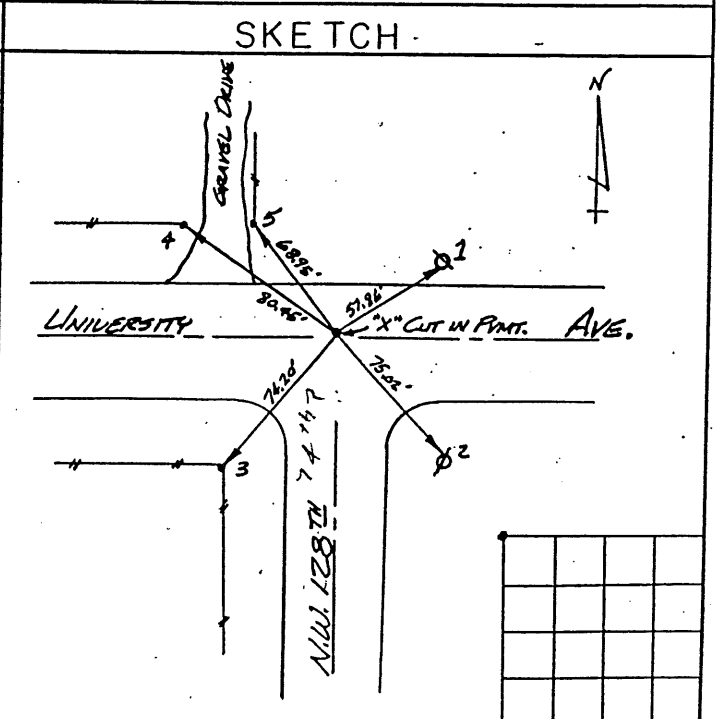 SKETCH
N
GRAVEL DRIVE
5
4
1
68.95'
80.45'
57.86'
UNIVERSITY AVE.
"X" CUT IN PVMT.
74.20'
75.02'
3
2
N.W. 128TH